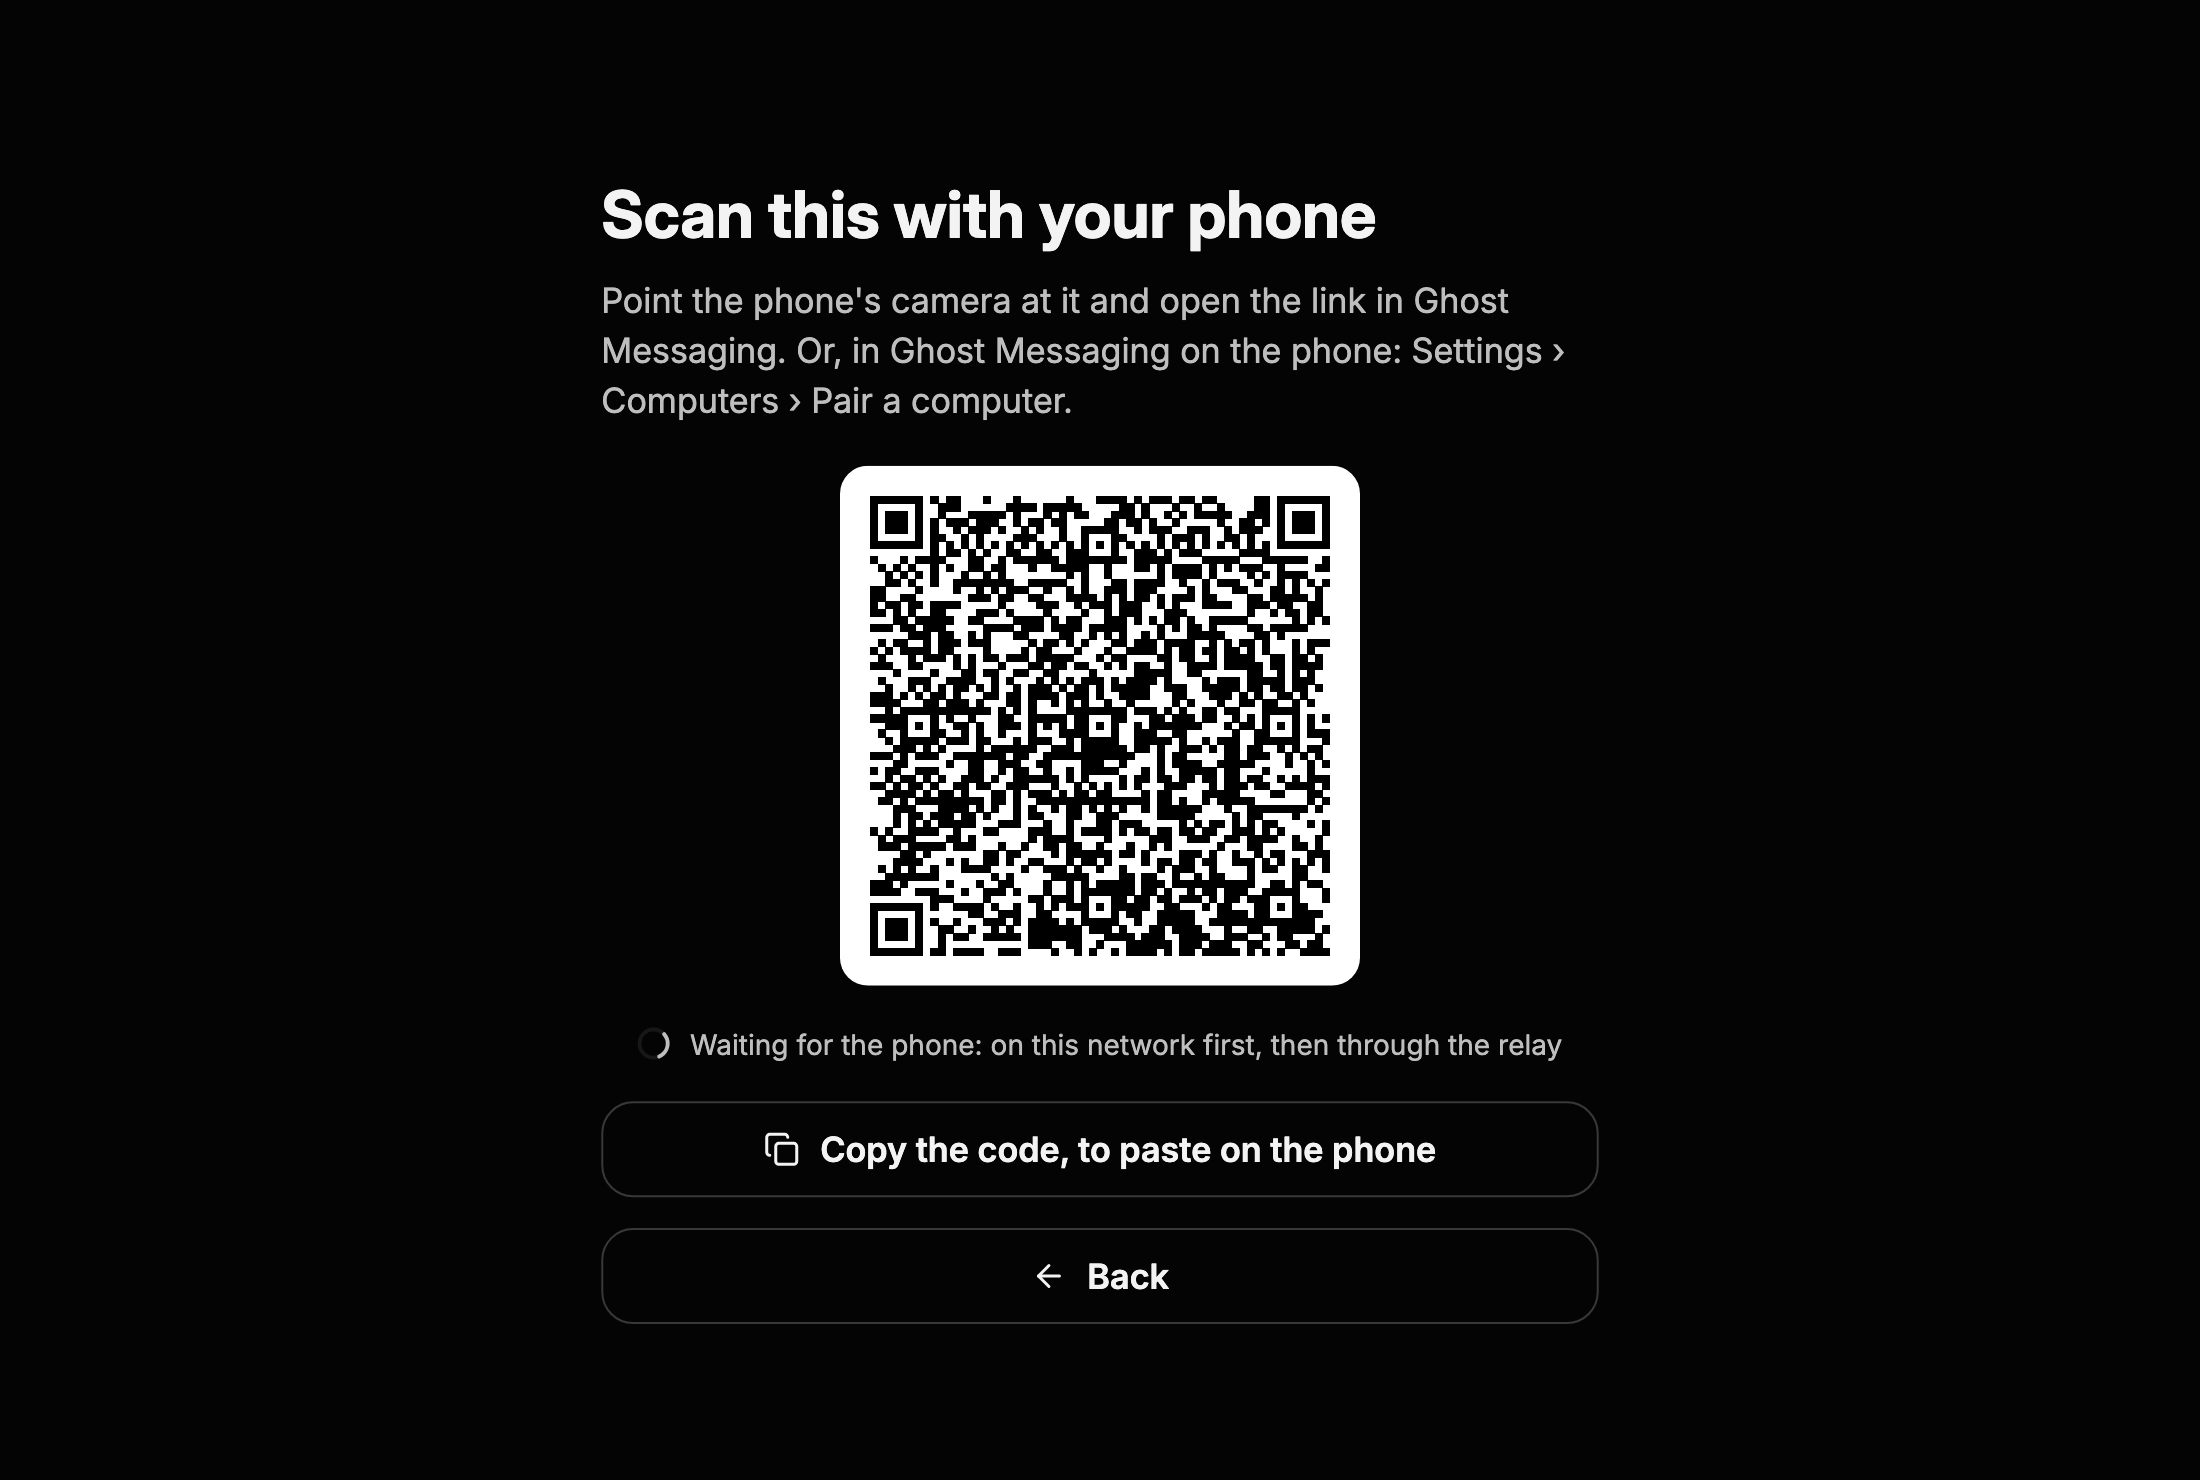 Scan this with your phone
Point the phone's camera at it and open the link in Ghost
Messaging. Or, in Ghost Messaging on the phone: Settings ›
Computers › Pair a computer.
Waiting for the phone: on this network first, then through the relay
Copy the code, to paste on the phone
Back